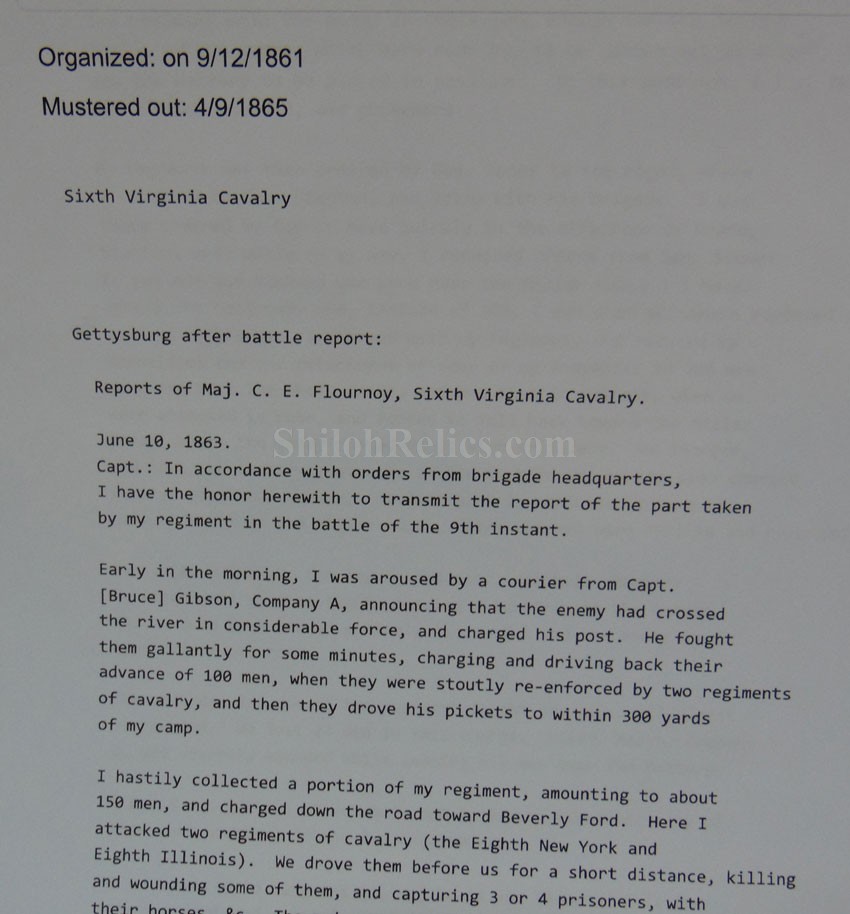 Organized: on 9/12/1861
Mustered out: 4/9/1865
Sixth Virginia Cavalry
Gettysburg after battle report:
Reports of Maj. C. E. Flournoy, Sixth Virginia Cavalry.
ShilohRelics.com
June 10, 1863.
Capt.: In accordance with orders from brigade headquarters,
I have the honor herewith to transmit the report of the part taken
by my regiment in the battle of the 9th instant.
Early in the morning, I was aroused by a courier from Capt.
[Bruce] Gibson, Company A, announcing that the enemy had crossed
the river in considerable force, and charged his post. He fought
them gallantly for some minutes, charging and driving back their
advance of 100 men, when they were stoutly re-enforced by two regiments
of cavalry, and then they drove his pickets to within 300 yards
of my camp.
I hastily collected a portion of my regiment, amounting to about
150 men, and charged down the road toward Beverly Ford. Here I
attacked two regiments of cavalry (the Eighth New York and
Eighth Illinois). We drove them before us for a short distance, killing
and wounding some of them, and capturing 3 or 4 prisoners, with
their horses, &c.